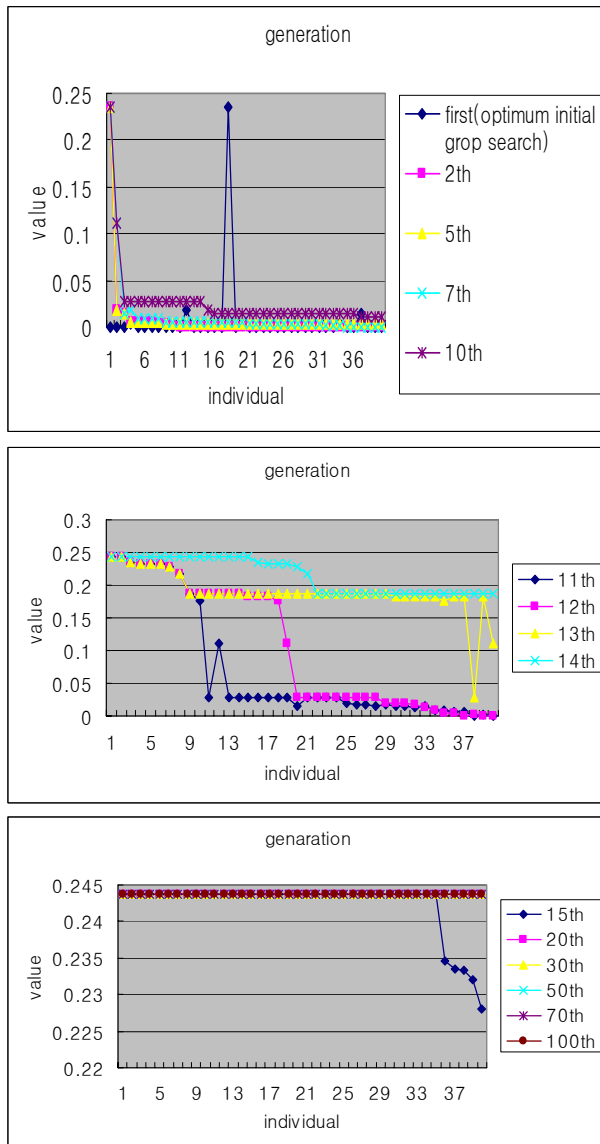 generation
0.25
0.2
0.15
0.1
0.05
0
value
1 6 11 16 21 26 31 36
individual
first(optimum initial
grop search)
2th
5th
7th
10th
generation
0.3
0.25
0.2
0.15
0.1
0.05
0
value
1 5 9 13 17 21 25 29 33 37
individual
11th
12th
13th
14th
genaration
0.245
0.24
0.235
0.23
0.225
0.22
value
1 5 9 13 17 21 25 29 33 37
individual
15th
20th
30th
50th
70th
100th